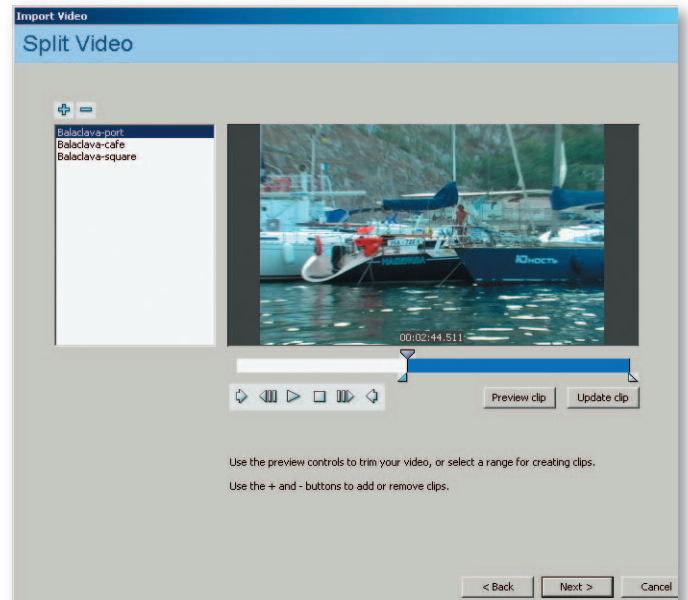 Import Video
Split Video
Balaclava-port
Balaclava-cafe
Balaclava-square
НАДЕЖДА
Юность
00:02:44.511
Preview clip
Update clip
Use the preview controls to trim your video, or select a range for creating clips.
Use the + and - buttons to add or remove clips.
< Back
Next >
Cancel